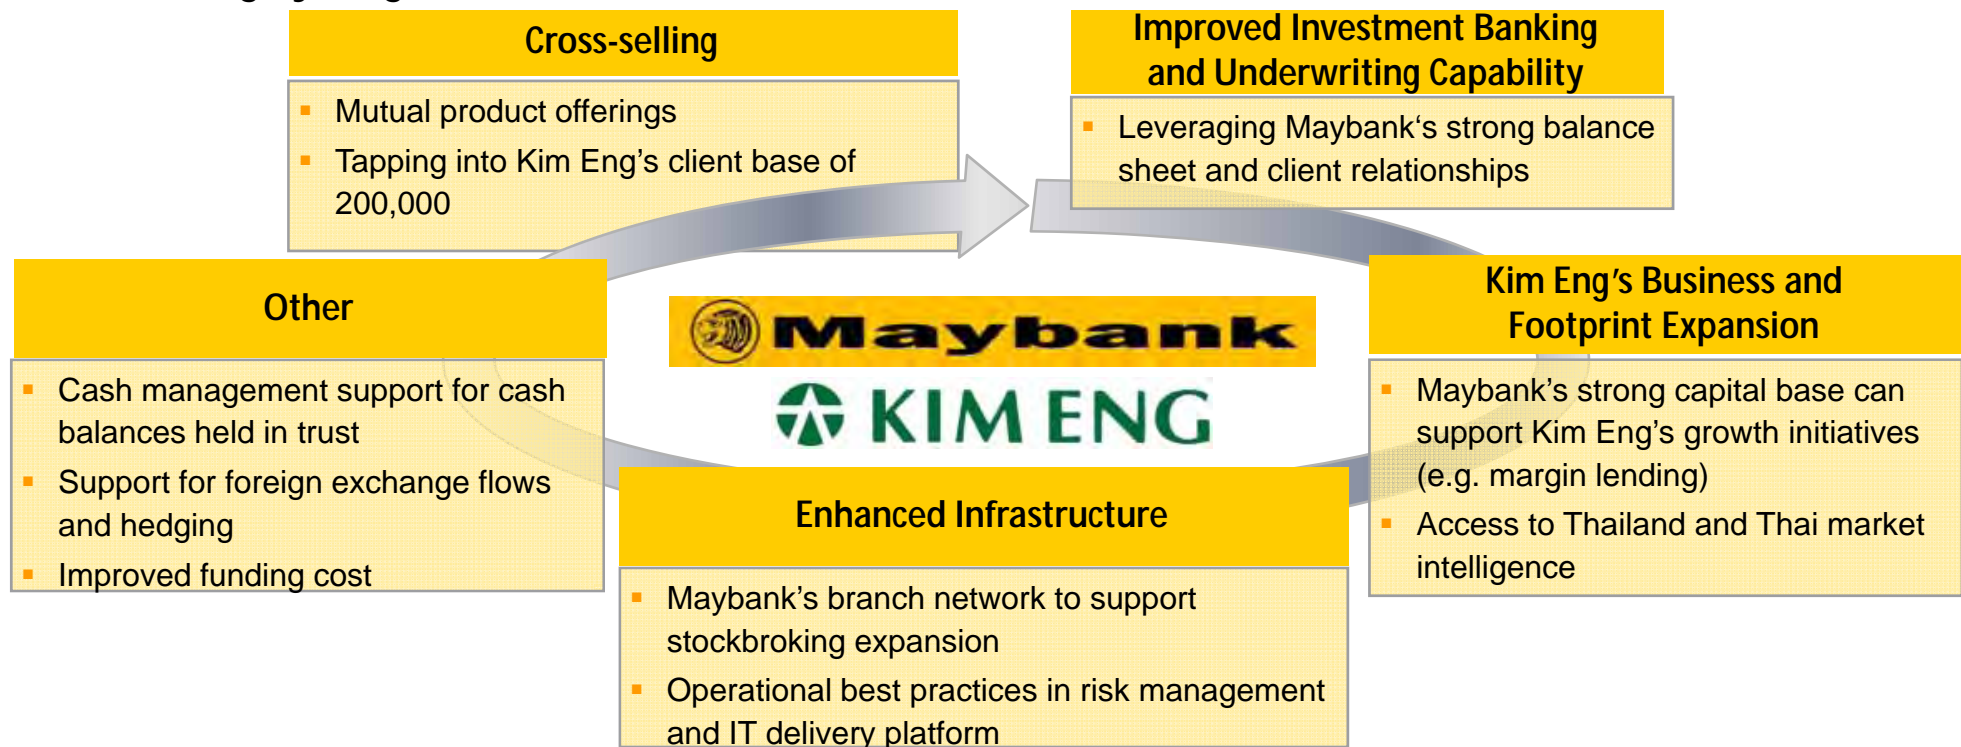 Cross-selling
Mutual product offerings
Tapping into Kim Eng’s client base of
200,000
Improved Investment Banking
and Underwriting Capability
Leveraging Maybank‘s strong balance
sheet and client relationships
Other
Cash management support for cash
balances held in trust
Support for foreign exchange flows
and hedging
Improved funding cost
Maybank
KIM ENG
Kim Eng’s Business and
Footprint Expansion
Maybank’s strong capital base can
support Kim Eng’s growth initiatives
(e.g. margin lending)
Access to Thailand and Thai market
intelligence
Enhanced Infrastructure
Maybank’s branch network to support
stockbroking expansion
Operational best practices in risk management
and IT delivery platform